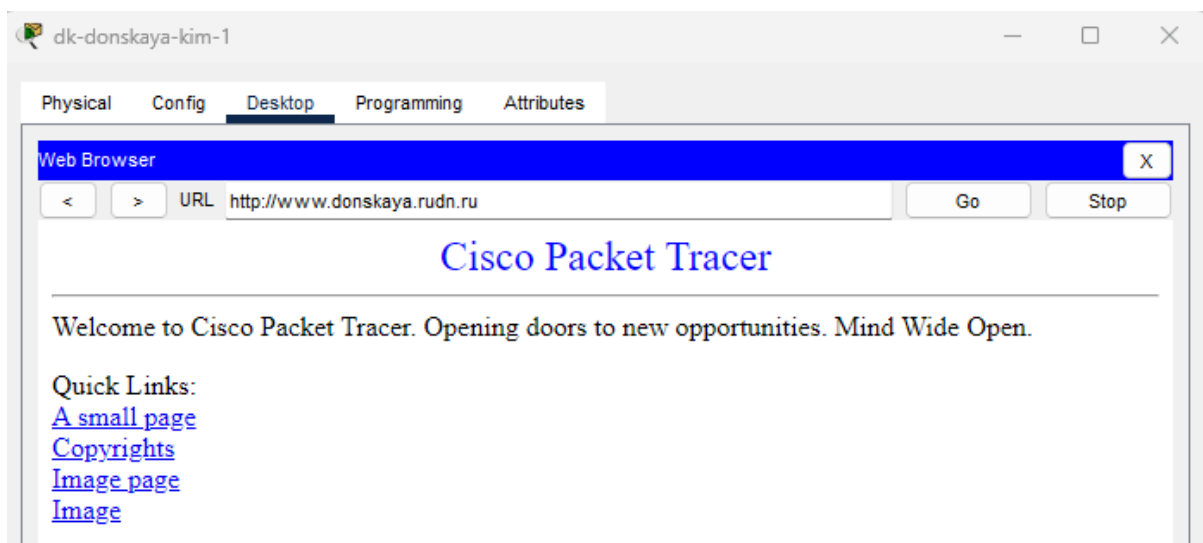 dk-donskaya-kim-1
Physical Config Desktop Programming Attributes
Web Browser X
< > URL http://www.donskaya.rudn.ru Go Stop
Cisco Packet Tracer
Welcome to Cisco Packet Tracer. Opening doors to new opportunities. Mind Wide Open.
Quick Links:
A small page
Copyrights
Image page
Image